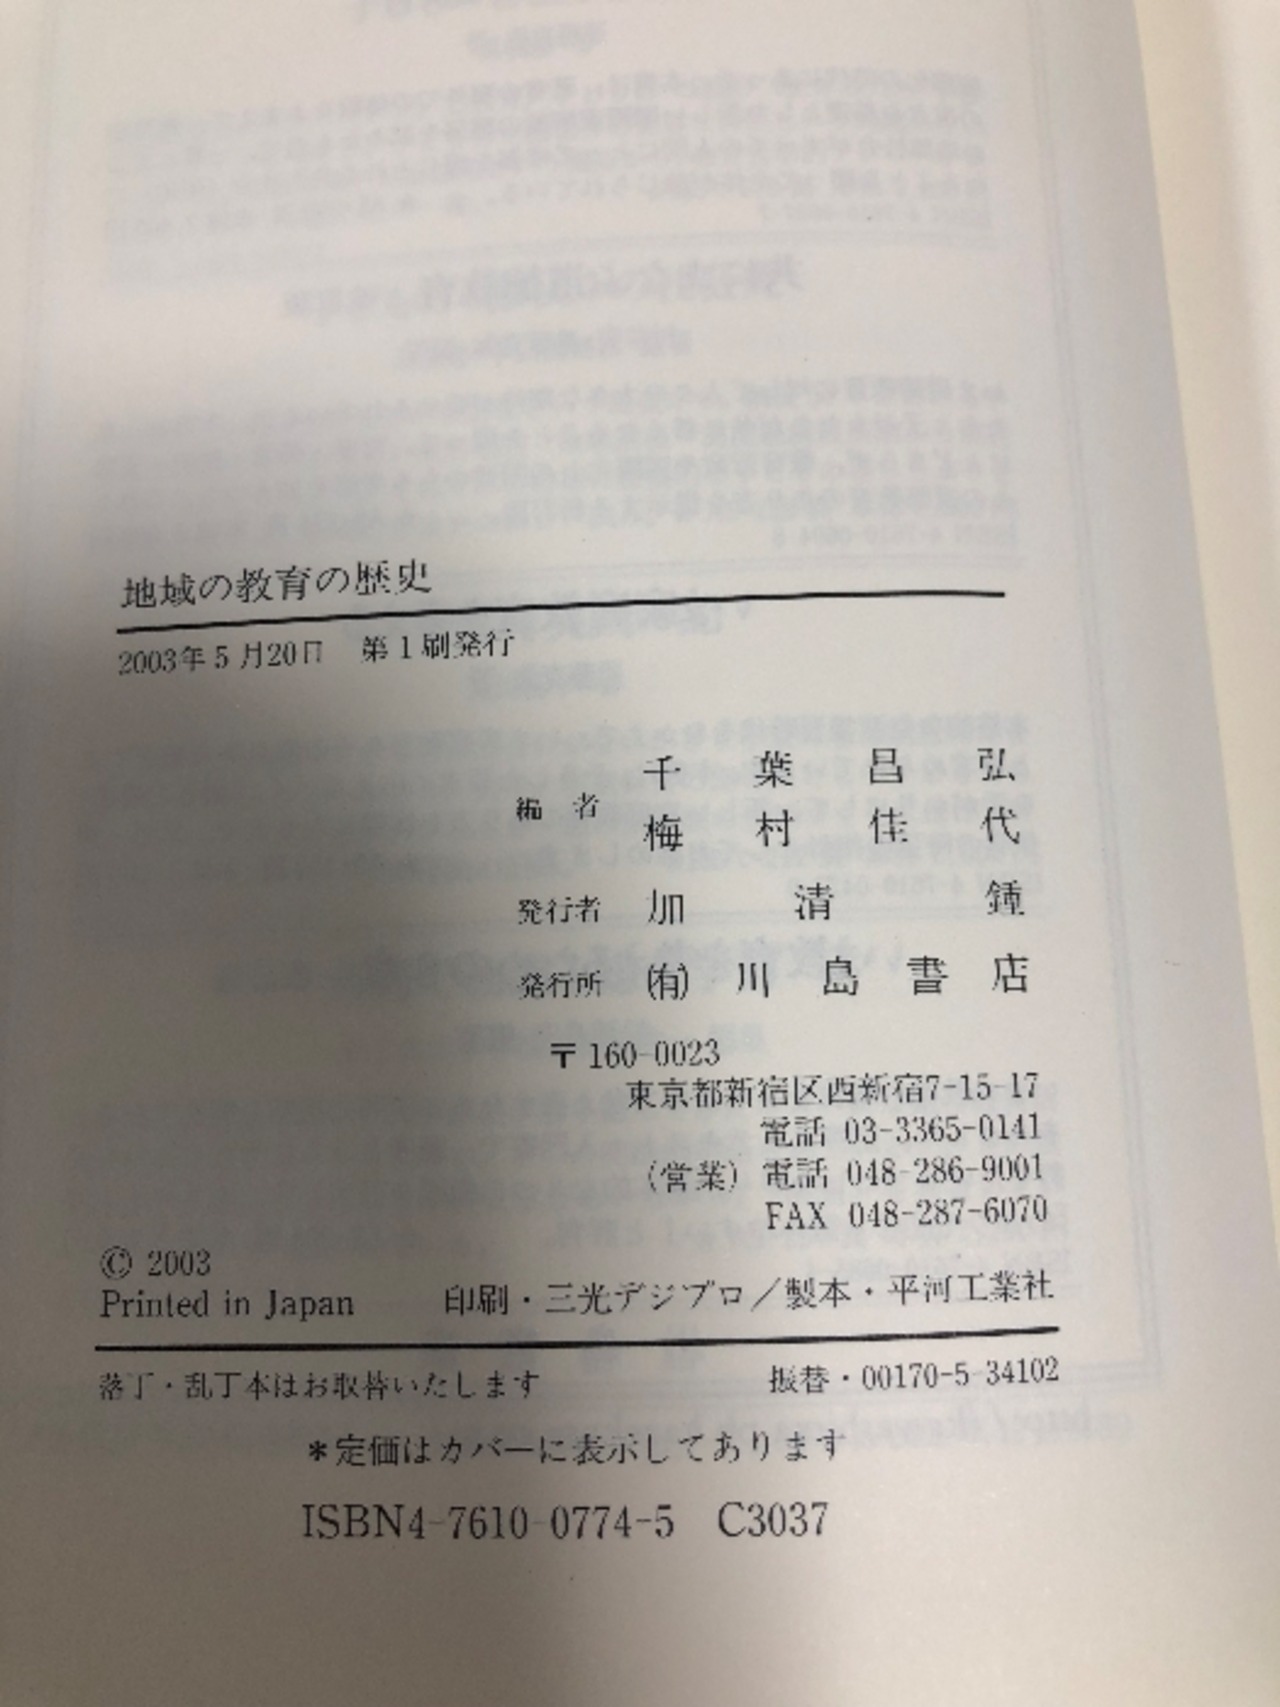 地域の教育の歴史
2003年5月20日 第1刷発行
編者 千葉昌弘
梅村佳代
発行者 加清鍾
発行所 ㈲川島書店
〒160-0023
東京都新宿区西新宿7-15-17
電話 03-3365-0141
(営業) 電話 048-286-9001
FAX 048-287-6070
© 2003
Printed in Japan 印刷・三光デジプロ/製本・平河工業社
落丁・乱丁本はお取替いたします 振替・00170-5-34102
*定価はカバーに表示してあります
ISBN4-7610-0774-5 C3037